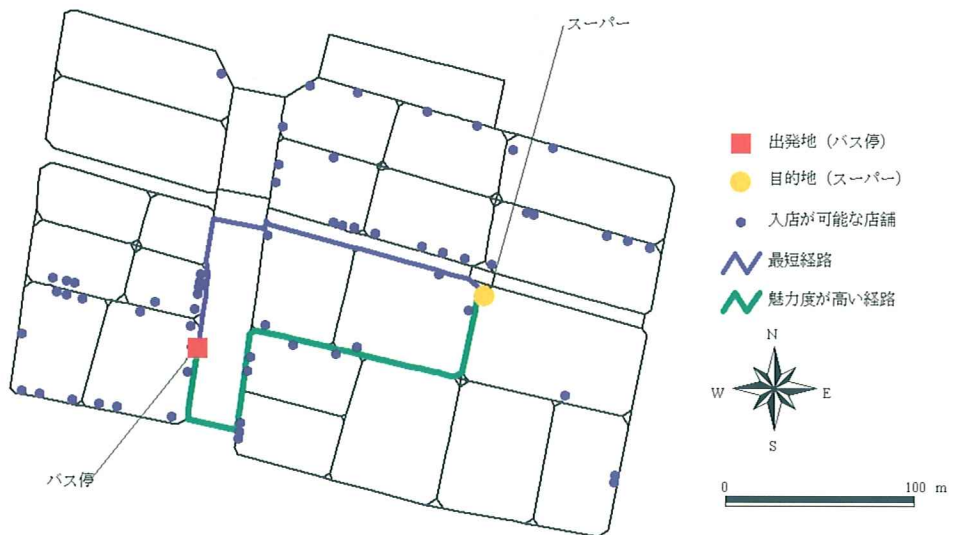 スーパー
出発地（バス停）
目的地（スーパー）
入店が可能な店舗
最短経路
魅力度が高い経路
N
W E
S
バス停
0 100 m